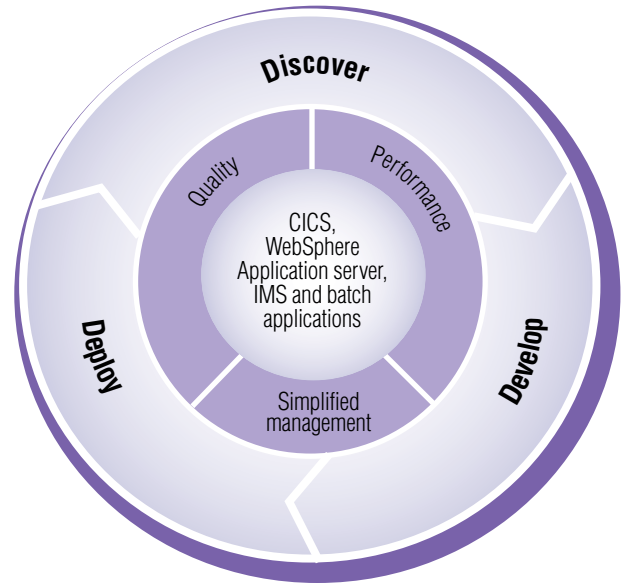 Discover
Quality
Performance
CICS,
WebSphere
Application server,
IMS and batch
applications
Deploy
Develop
Simplified
management